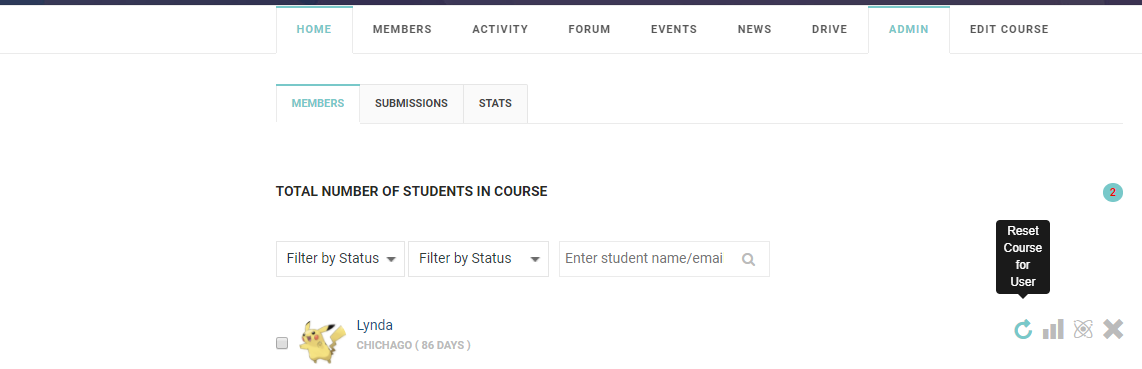 HOME MEMBERS ACTIVITY FORUM EVENTS NEWS DRIVE ADMIN EDIT COURSE
MEMBERS SUBMISSIONS STATS
TOTAL NUMBER OF STUDENTS IN COURSE 2
Reset
Course
for
User
Filter by Status Filter by Status Enter student name/emai
Lynda
CHICHAGO ( 86 DAYS )